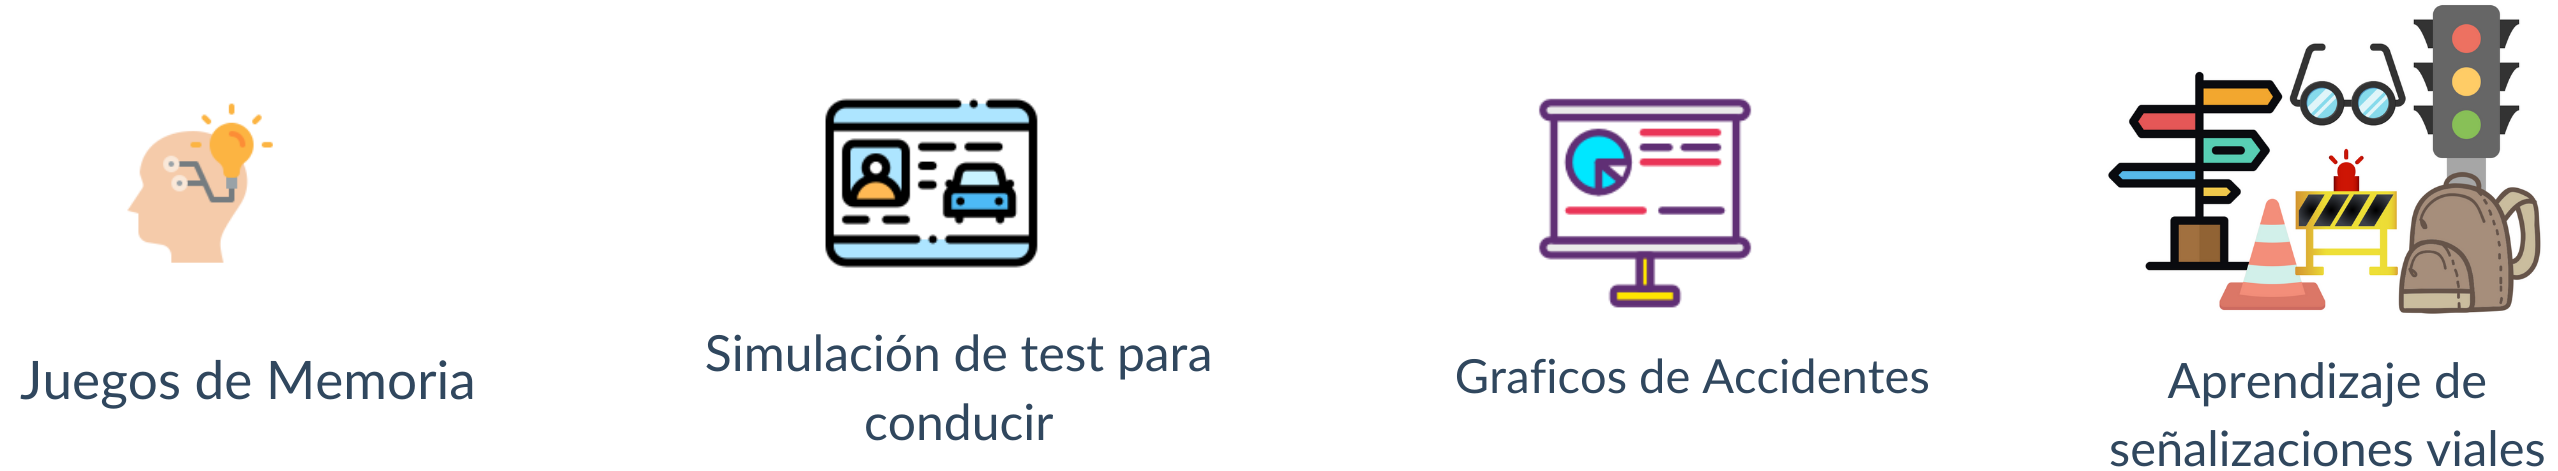 Juegos de Memoria
Simulación de test para
conducir
Graficos de Accidentes
Aprendizaje de
señalizaciones viales